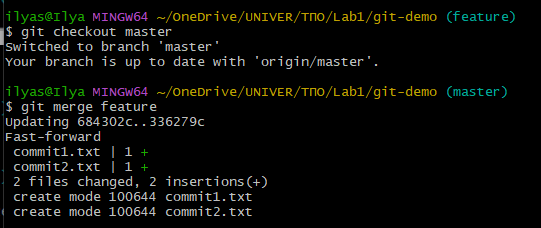 ilyas@Ilya MINGW64 ~/OneDrive/UNIVER/ТПО/Lab1/git-demo (feature)
$ git checkout master
Switched to branch 'master'
Your branch is up to date with 'origin/master'.
ilyas@Ilya MINGW64 ~/OneDrive/UNIVER/ТПО/Lab1/git-demo (master)
$ git merge feature
Updating 684302c..336279c
Fast-forward
 commit1.txt | 1 +
 commit2.txt | 1 +
 2 files changed, 2 insertions(+)
 create mode 100644 commit1.txt
 create mode 100644 commit2.txt